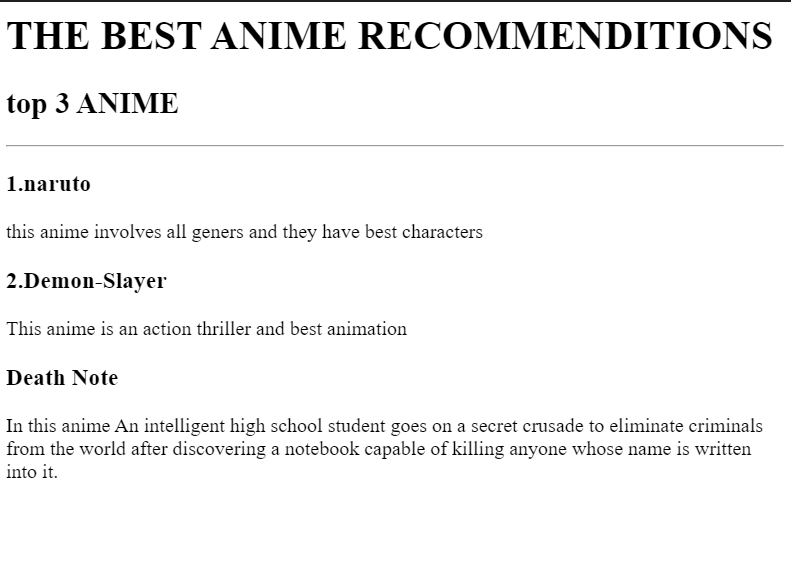 THE BEST ANIME RECOMMENDITIONS
top 3 ANIME
1.naruto
this anime involves all geners and they have best characters
2.Demon-Slayer
This anime is an action thriller and best animation
Death Note
In this anime An intelligent high school student goes on a secret crusade to eliminate criminals
from the world after discovering a notebook capable of killing anyone whose name is written
into it.